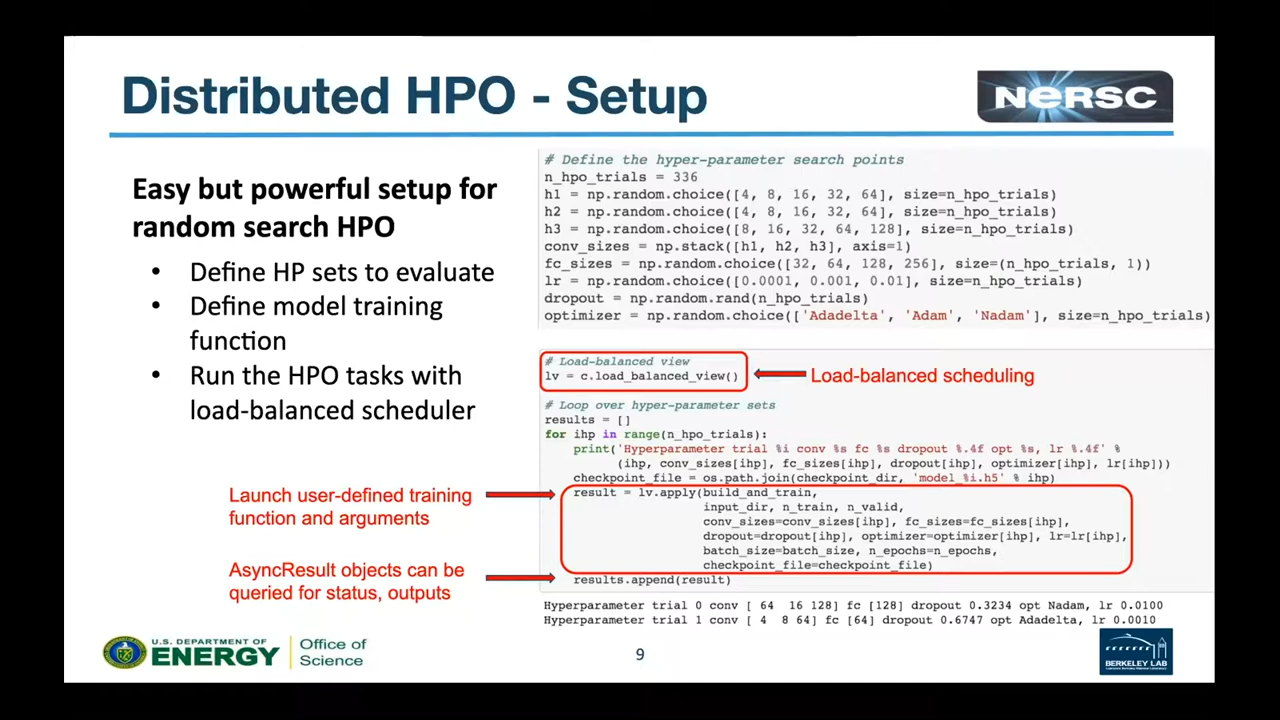 Distributed HPO - Setup
NERSC
Easy but powerful setup for
random search HPO
• Define HP sets to evaluate
• Define model training
function
• Run the HPO tasks with
load-balanced scheduler
# Define the hyper-parameter search points
n_hpo_trials = 336
h1 = np.random.choice([4, 8, 16, 32, 64], size=n_hpo_trials)
h2 = np.random.choice([4, 8, 16, 32, 64], size=n_hpo_trials)
h3 = np.random.choice([8, 16, 32, 64, 128], size=n_hpo_trials)
conv_sizes = np.stack([h1, h2, h3], axis=1)
fc_sizes = np.random.choice([32, 64, 128, 256], size=(n_hpo_trials, 1))
lr = np.random.choice([0.0001, 0.001, 0.01], size=n_hpo_trials)
dropout = np.random.rand(n_hpo_trials)
optimizer = np.random.choice(['Adadelta', 'Adam', 'Nadam'], size=n_hpo_trials)
# Load-balanced view
lv = c.load_balanced_view()
Load-balanced scheduling
# Loop over hyper-parameter sets
results = []
for ihp in range(n_hpo_trials):
print('Hyperparameter trial %i conv %s fc %s dropout %.4f opt %s, lr %.4f' %
(ihp, conv_sizes[ihp], fc_sizes[ihp], dropout[ihp], optimizer[ihp], lr[ihp]))
checkpoint_file = os.path.join(checkpoint_dir, 'model_%i.h5' % ihp)
result = lv.apply(build_and_train,
input_dir, n_train, n_valid,
conv_sizes=conv_sizes[ihp], fc_sizes=fc_sizes[ihp],
dropout=dropout[ihp], optimizer=optimizer[ihp], lr=lr[ihp],
batch_size=batch_size, n_epochs=n_epochs,
checkpoint_file=checkpoint_file)
results.append(result)
Launch user-defined training
function and arguments
AsyncResult objects can be
queried for status, outputs
Hyperparameter trial 0 conv [ 64  16 128] fc [128] dropout 0.3234 opt Nadam, lr 0.0100
Hyperparameter trial 1 conv [ 4  8 64] fc [64] dropout 0.6747 opt Adadelta, lr 0.0010
U.S. DEPARTMENT OF
ENERGY
Office of
Science
9
BERKELEY LAB